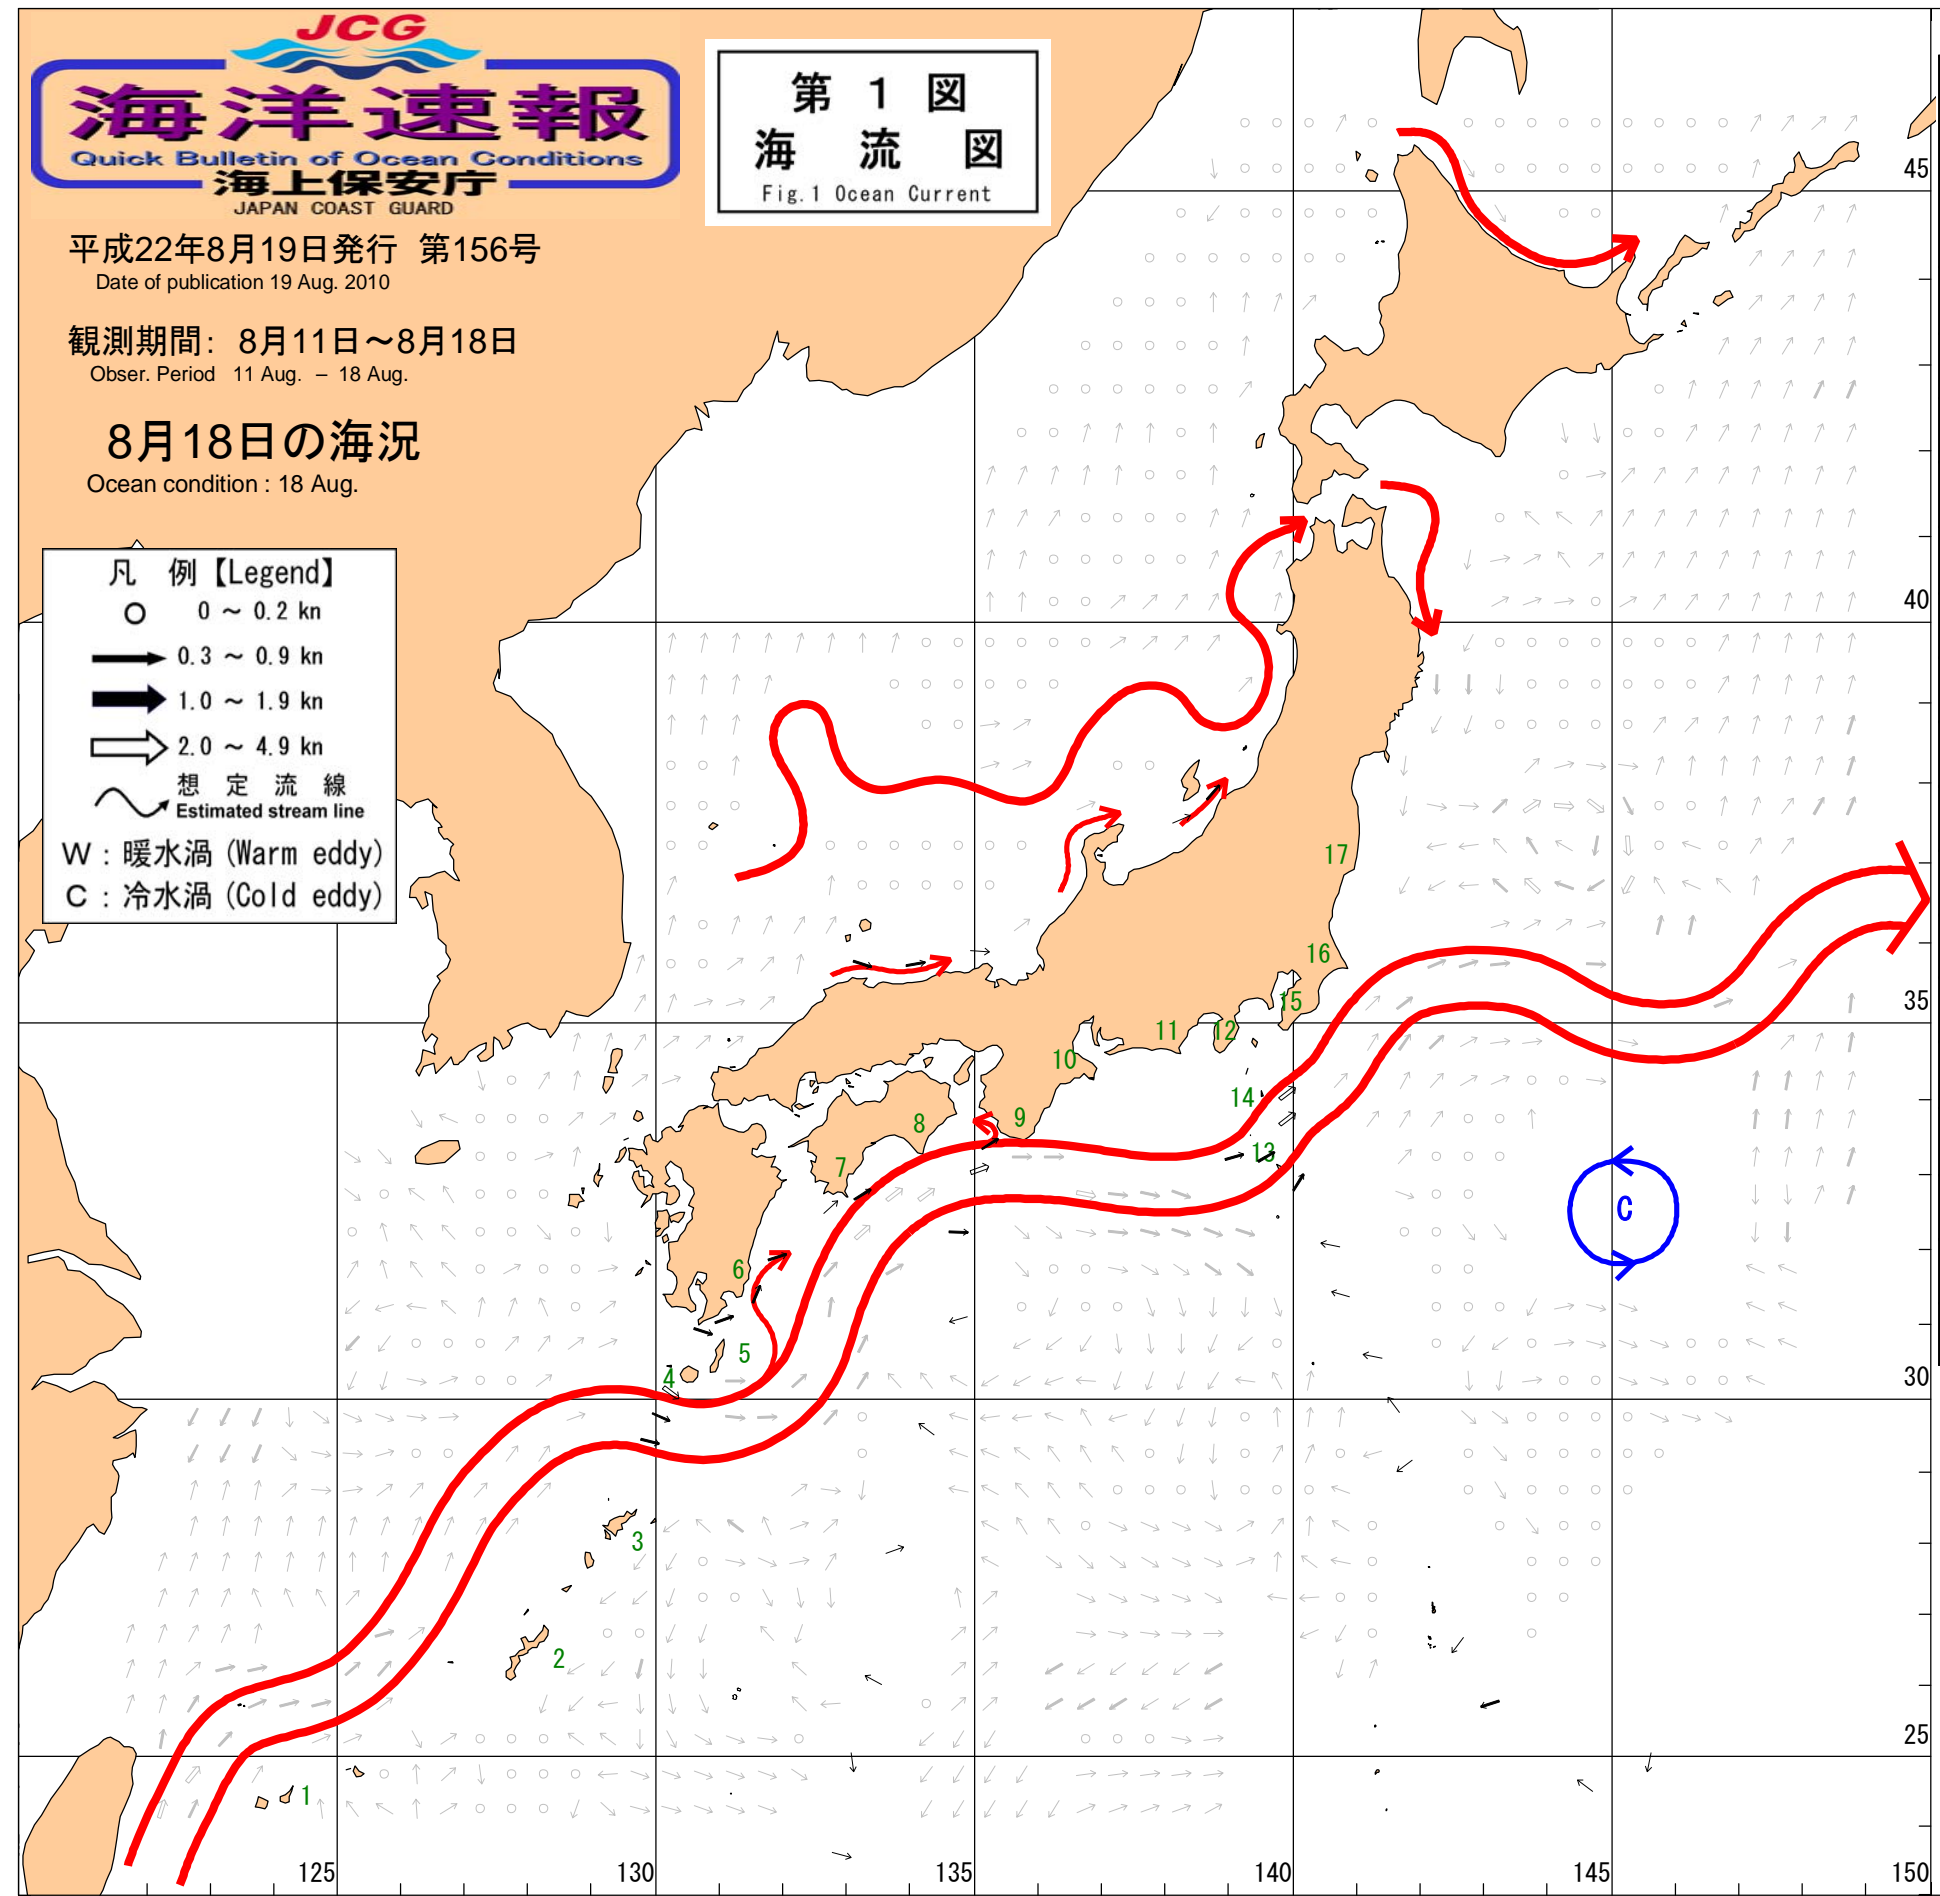 JCG
海洋速報
Quick Bulletin of Ocean Conditions
海上保安庁
JAPAN COAST GUARD
第 1 図
海 流 図
Fig.1 Ocean Current
平成22年8月19日発行 第156号
Date of publication 19 Aug. 2010
観測期間: 8月11日～8月18日
Obser. Period 11 Aug. – 18 Aug.
8月18日の海況
Ocean condition : 18 Aug.
凡 例【Legend】
0 ～ 0.2 kn
0.3 ～ 0.9 kn
1.0 ～ 1.9 kn
2.0 ～ 4.9 kn
想 定 流 線
Estimated stream line
W : 暖水渦 (Warm eddy)
C : 冷水渦 (Cold eddy)
45
40
17
16
35
15
11
12
10
14
9
8
13
7
C
6
5
4
30
3
2
25
1
125
130
135
140
145
150